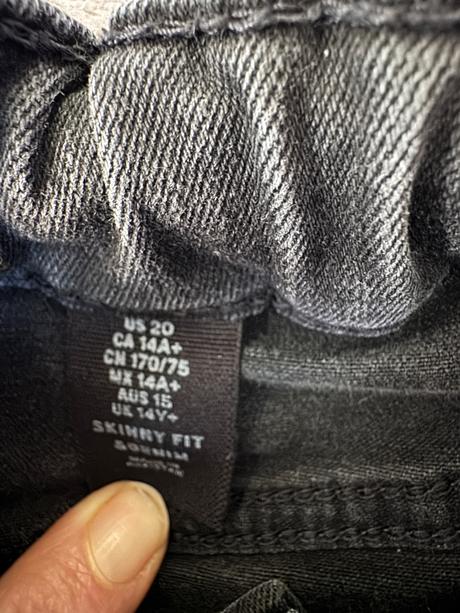 US 20
CA 14A+
CN 170/75
MX 14A+
AUS 15
UK 14Y+
SKINNY FIT
&DENIM